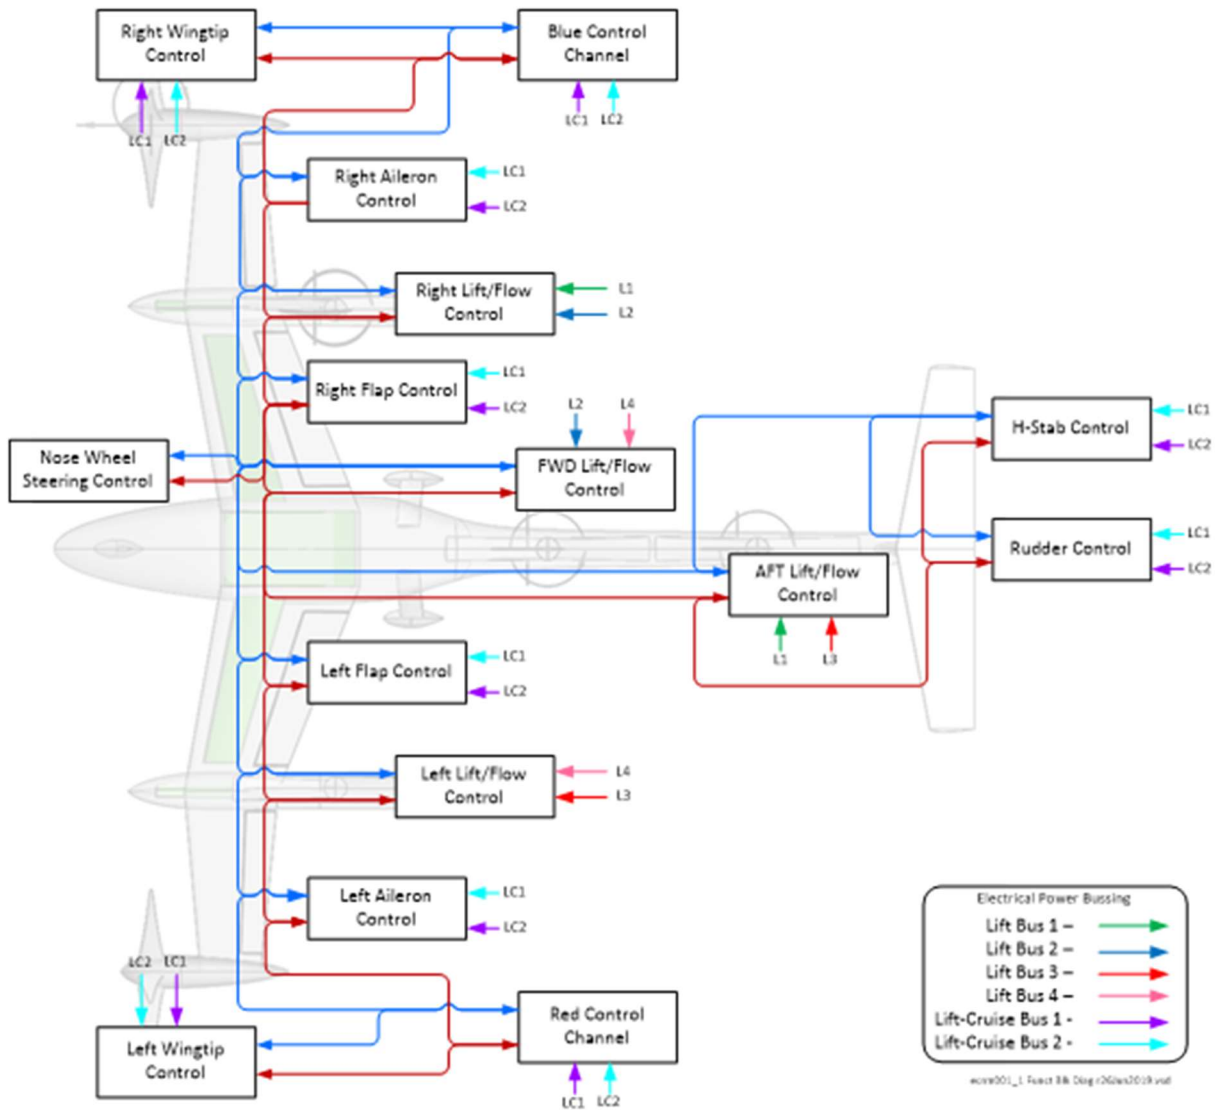 Right Wingtip
Control
LC1
LC2
Blue Control
Channel
LC1
LC2
Right Aileron
Control
LC1
LC2
Right Lift/Flow
Control
L1
L2
Right Flap Control
LC1
LC2
Nose Wheel
Steering Control
L2
L4
FWD Lift/Flow
Control
H-Stab Control
LC1
LC2
Rudder Control
LC1
LC2
AFT Lift/Flow
Control
L1
L3
Left Flap Control
LC1
LC2
Left Lift/Flow
Control
L4
L3
Left Aileron
Control
LC1
LC2
LC2
LC1
Left Wingtip
Control
Red Control
Channel
LC1
LC2
Electrical Power Bussing
Lift Bus 1 –
Lift Bus 2 –
Lift Bus 3 –
Lift Bus 4 –
Lift-Cruise Bus 1 -
Lift-Cruise Bus 2 -